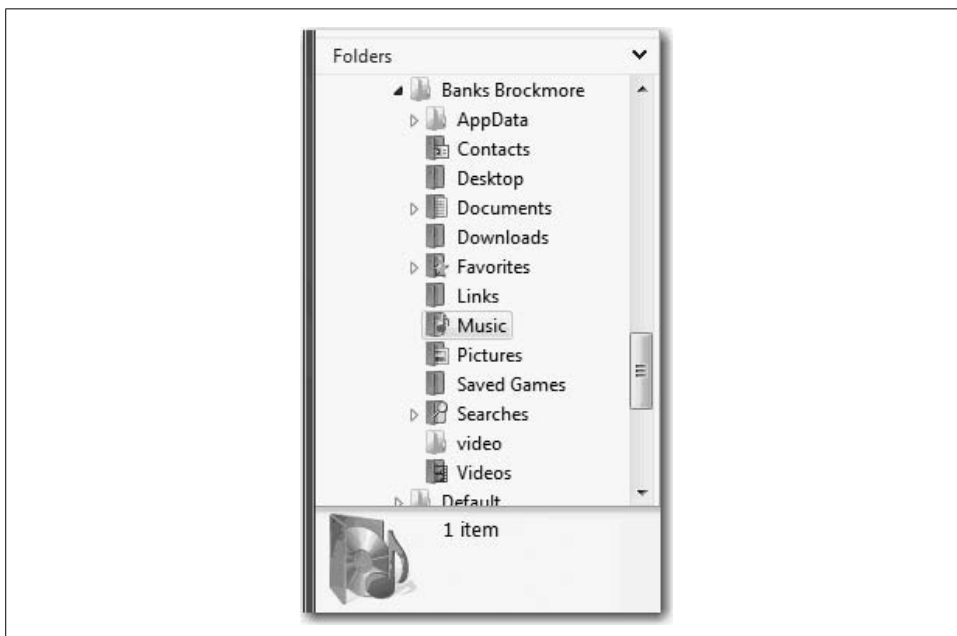 Folders
Banks Brockmore
AppData
Contacts
Desktop
Documents
Downloads
Favorites
Links
Music
Pictures
Saved Games
Searches
video
Videos
Default
1 item